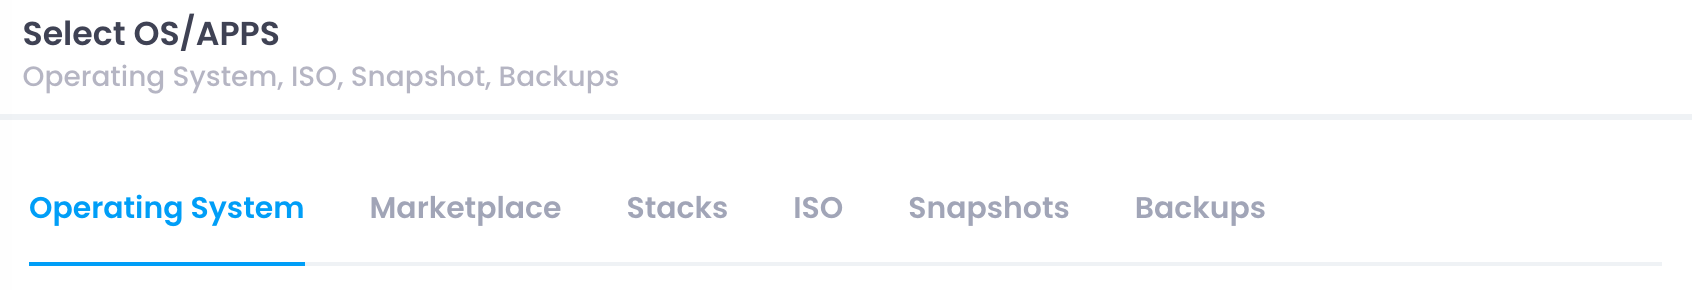 Select OS/APPS
Operating System, ISO, Snapshot, Backups
Operating System Marketplace Stacks ISO Snapshots Backups